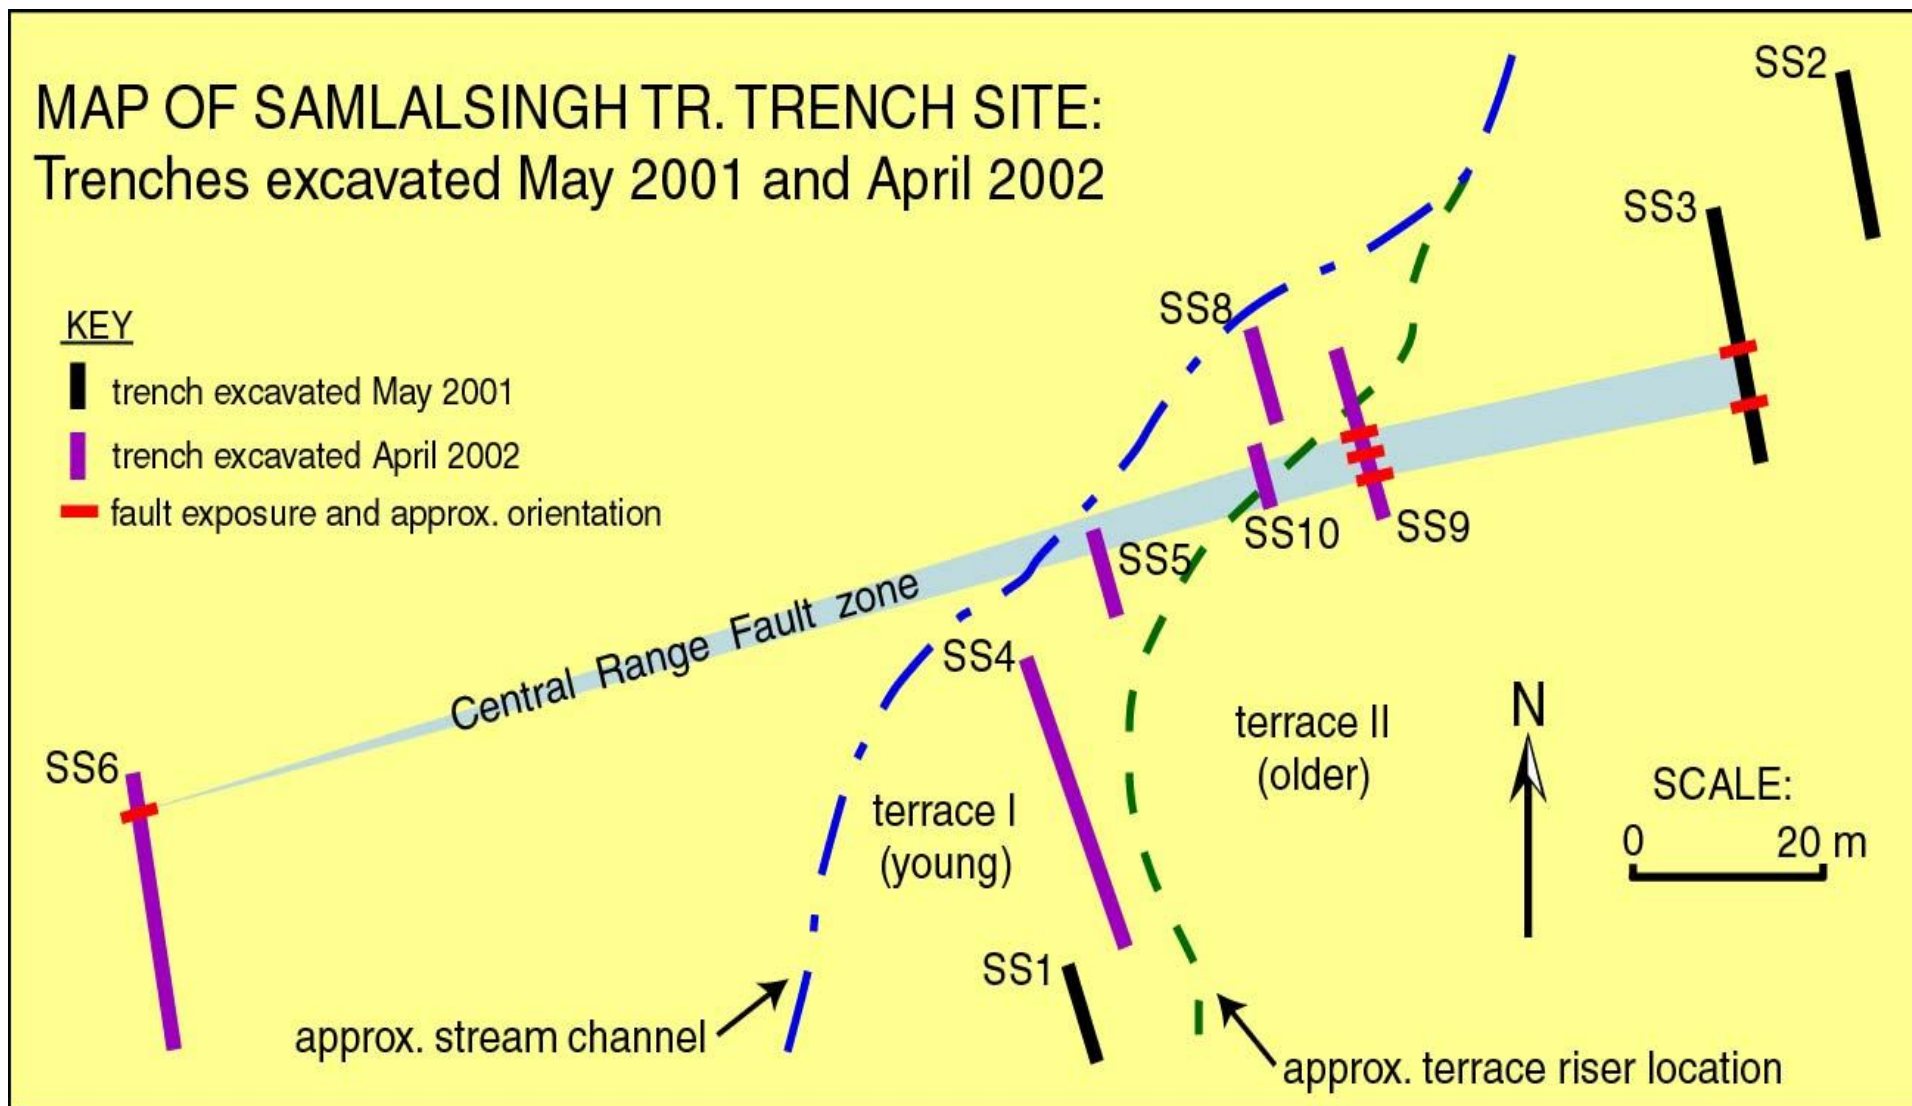 MAP OF SAMLALSINGH TR. TRENCH SITE:
Trenches excavated May 2001 and April 2002
KEY
trench excavated May 2001
trench excavated April 2002
fault exposure and approx. orientation
SS2
SS3
SS8
SS9
SS10
SS5
Central Range Fault zone
SS4
SS6
terrace I
(young)
terrace II
(older)
N
SCALE:
0 20 m
SS1
approx. stream channel
approx. terrace riser location